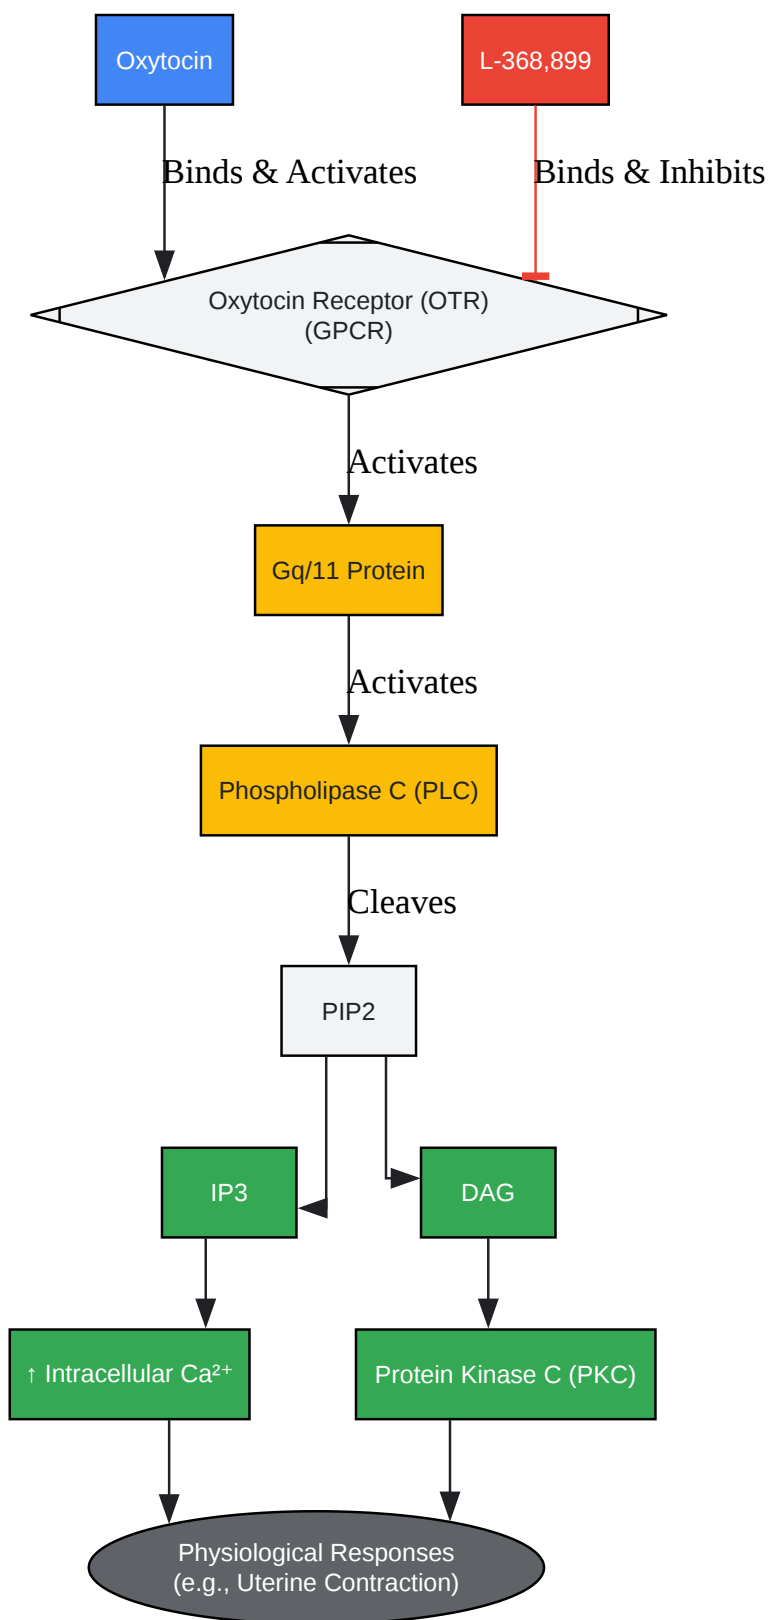 Oxytocin
L-368,899
Binds & Activates
Binds & Inhibits
Oxytocin Receptor (OTR)
(GPCR)
Activates
Gq/11 Protein
Activates
Phospholipase C (PLC)
Cleaves
PIP2
IP3
DAG
↑ Intracellular Ca²⁺
Protein Kinase C (PKC)
Physiological Responses
(e.g., Uterine Contraction)